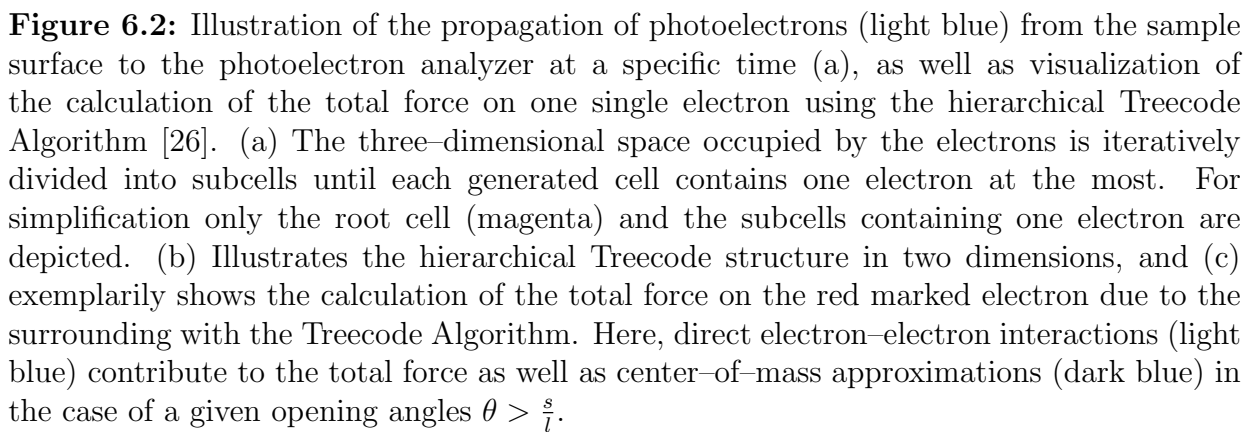 Figure 6.2: Illustration of the propagation of photoelectrons (light blue) from the sample
surface to the photoelectron analyzer at a specific time (a), as well as visualization of
the calculation of the total force on one single electron using the hierarchical Treecode
Algorithm [26]. (a) The three–dimensional space occupied by the electrons is iteratively
divided into subcells until each generated cell contains one electron at the most. For
simplification only the root cell (magenta) and the subcells containing one electron are
depicted. (b) Illustrates the hierarchical Treecode structure in two dimensions, and (c)
exemplarily shows the calculation of the total force on the red marked electron due to the
surrounding with the Treecode Algorithm. Here, direct electron–electron interactions (light
blue) contribute to the total force as well as center–of–mass approximations (dark blue) in
the case of a given opening angles θ > s/l.